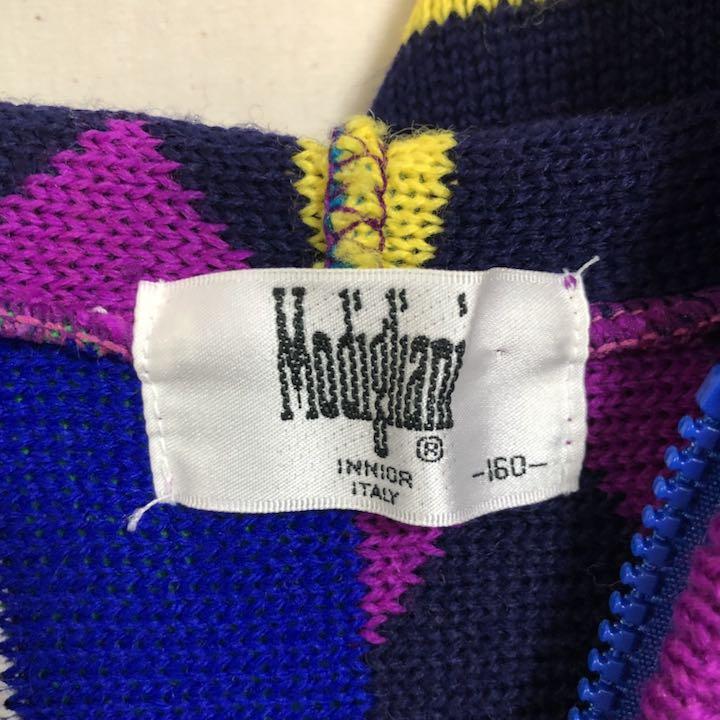 Modigliani
®
INNIOR
ITALY
-160-